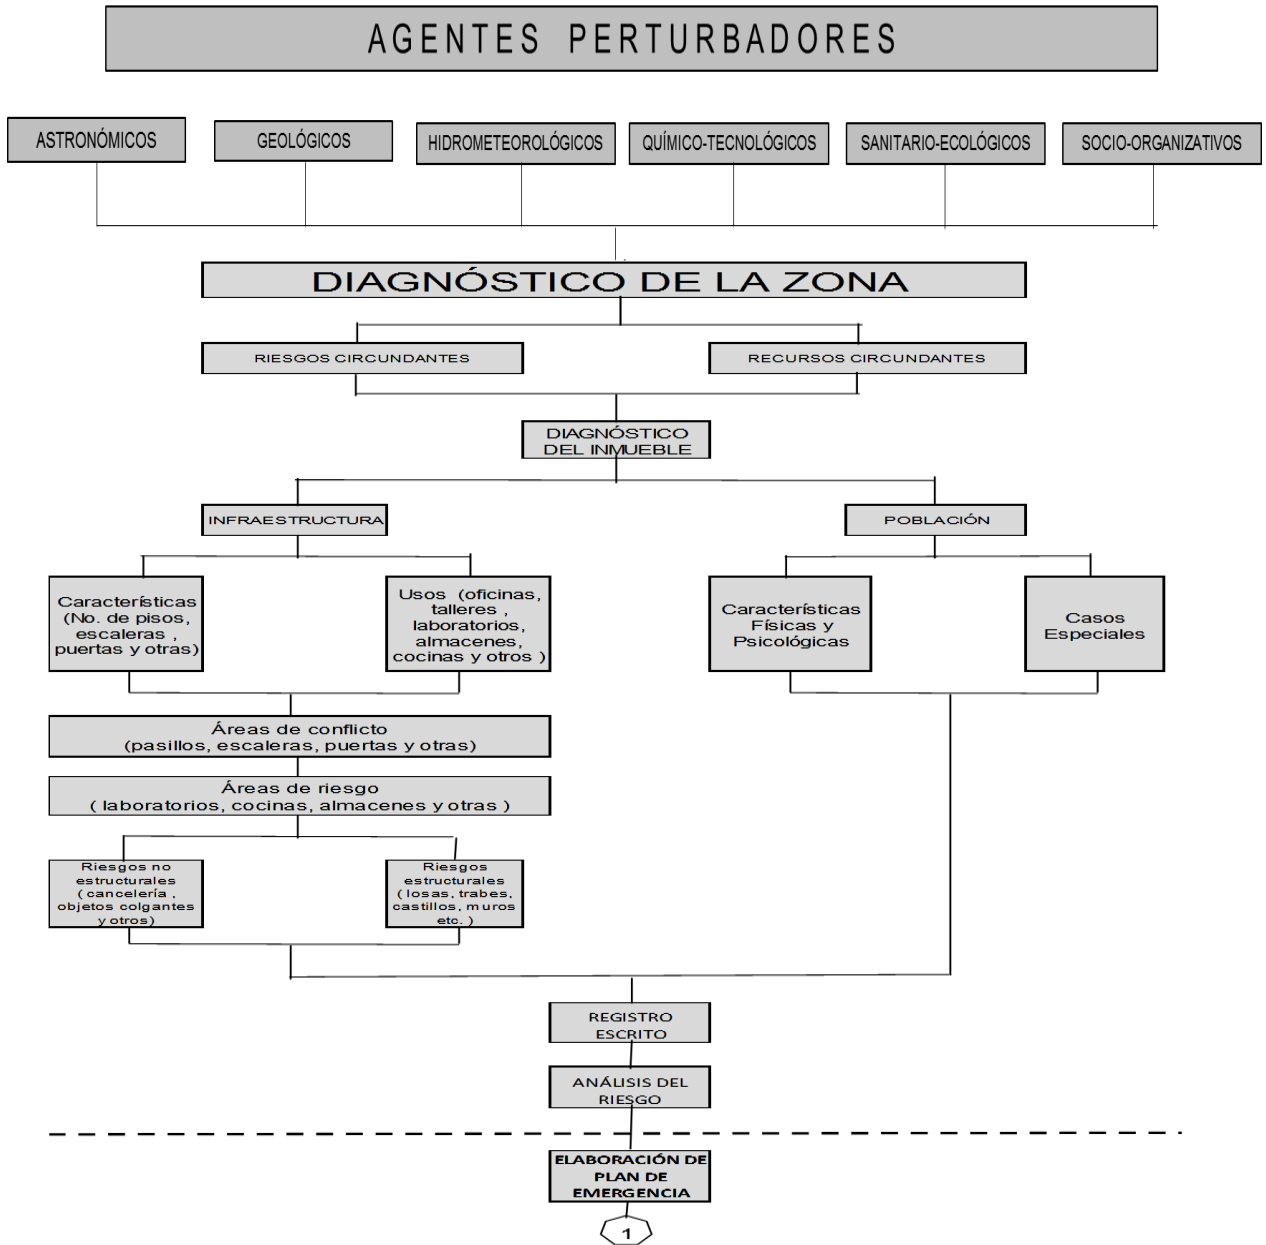 AGENTES PERTURBADORES
ASTRONÓMICOS
GEOLÓGICOS
HIDROMETEOROLÓGICOS
QUÍMICO-TECNOLÓGICOS
SANITARIO-ECOLÓGICOS
SOCIO-ORGANIZATIVOS
DIAGNÓSTICO DE LA ZONA
RIESGOS CIRCUNDANTES
RECURSOS CIRCUNDANTES
DIAGNÓSTICO
DEL INMUEBLE
INFRAESTRUCTURA
POBLACIÓN
Características
(No. de pisos,
escaleras ,
puertas y otras)
Usos (oficinas,
talleres ,
laboratorios,
almacenes,
cocinas y otros )
Características
Físicas y
Psicológicas
Casos
Especiales
Áreas de conflicto
(pasillos, escaleras, puertas y otras)
Áreas de riesgo
( laboratorios, cocinas, almacenes y otras )
Riesgos no
estructurales
( cancelería ,
objetos colgantes
y otros)
Riesgos
estructurales
( losas, trabes,
castillos, muros
etc. )
REGISTRO
ESCRITO
ANÁLISIS DEL
RIESGO
ELABORACIÓN DE
PLAN DE
EMERGENCIA
1